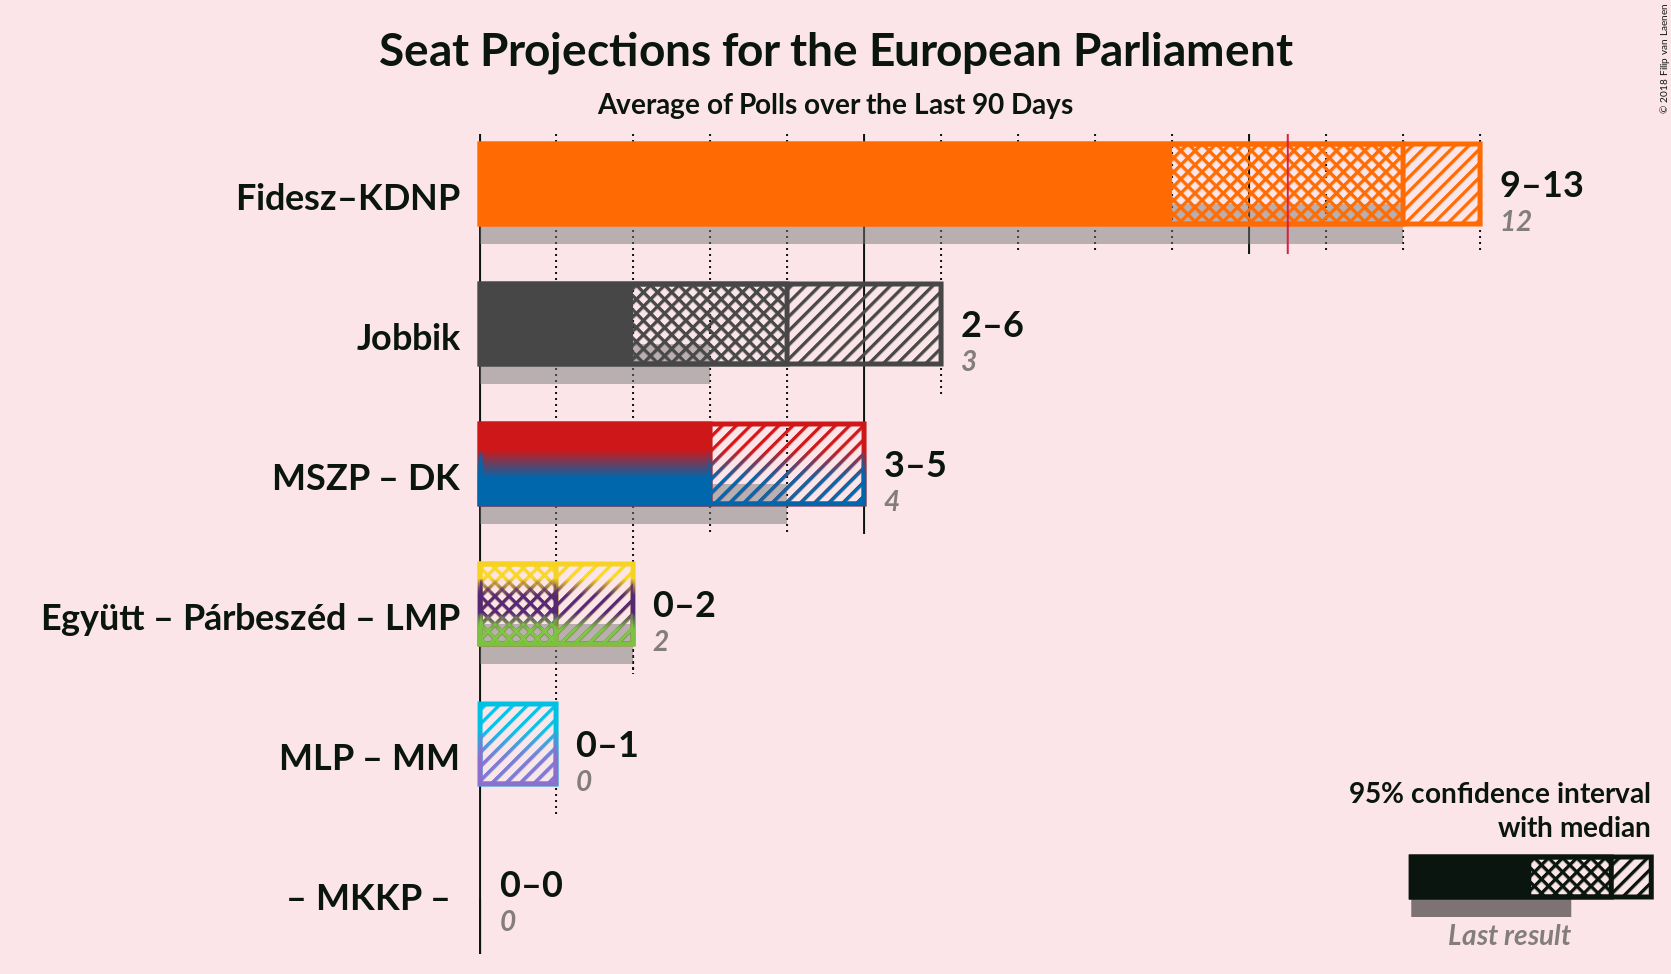 Seat Projections for the European Parliament
Average of Polls over the Last 90 Days
© 2018 Filip van Laenen
Fidesz–KDNP
9–13
12
Jobbik
2–6
3
MSZP – DK
3–5
4
Együtt – Párbeszéd – LMP
0–2
2
MLP – MM
0–1
0
– MKKP –
0–0
0
95% confidence interval
with median
Last result